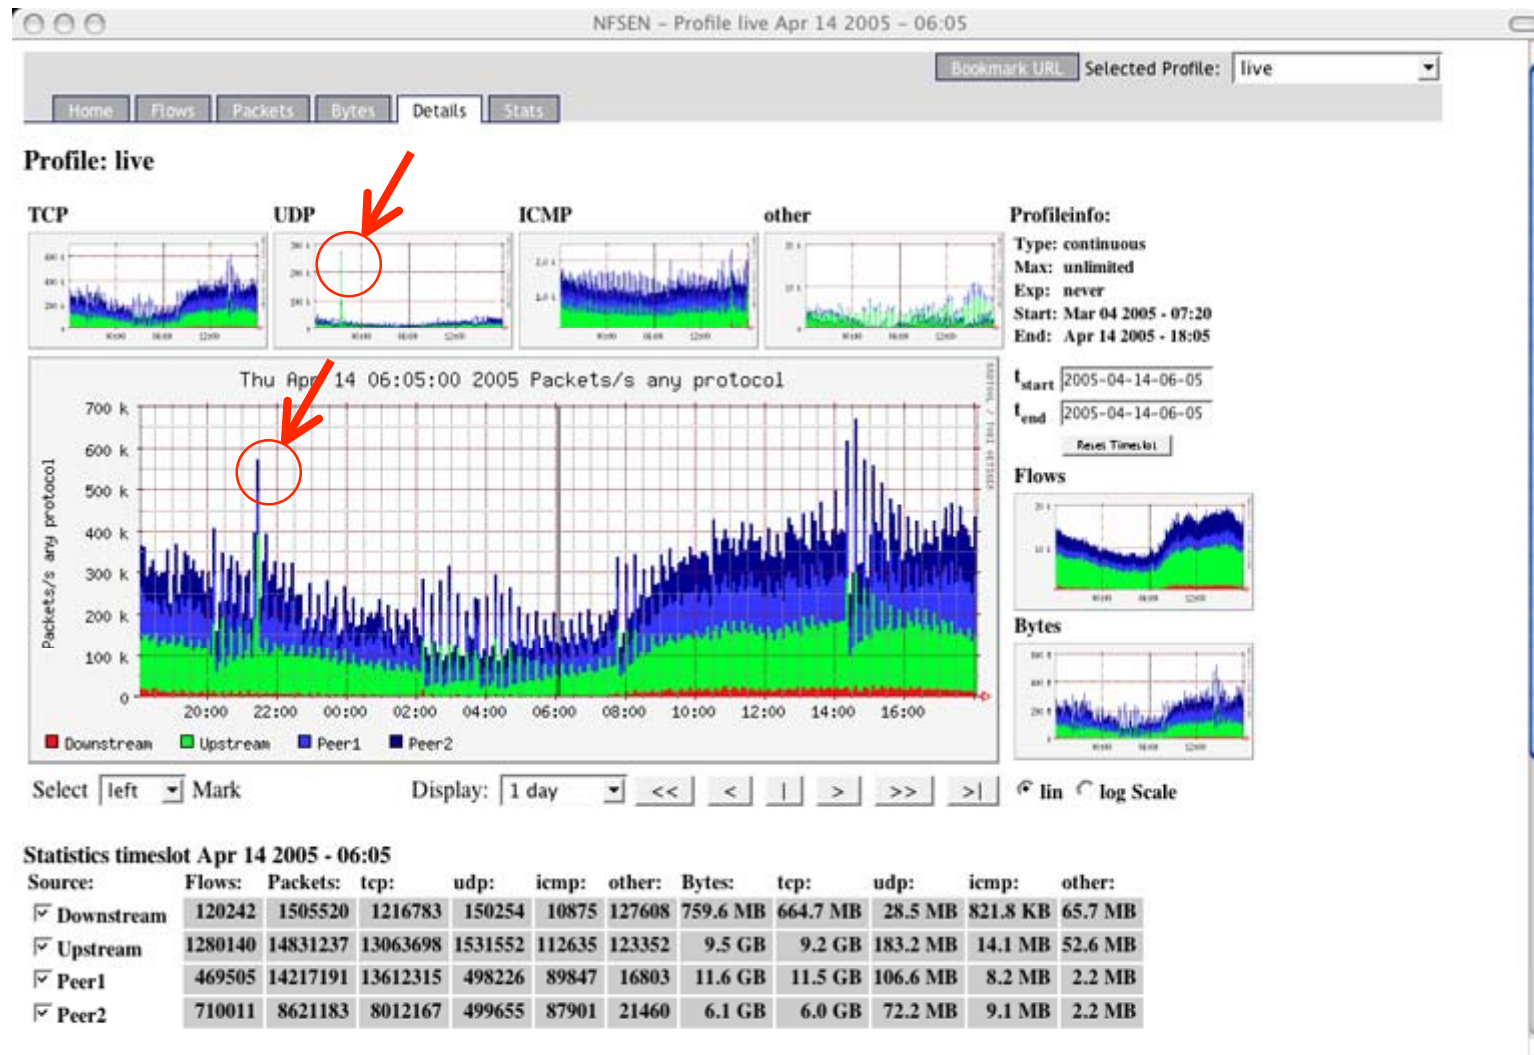 NFSEN – Profile live Apr 14 2005 – 06:05
Bookmark URL Selected Profile: live
Home Flows Packets Bytes Details Stats
Profile: live
TCP UDP ICMP other Profileinfo:
Type: continuous
Max: unlimited
Exp: never
Start: Mar 04 2005 - 07:20
End: Apr 14 2005 - 18:05
Thu Apr 14 06:05:00 2005 Packets/s any protocol
Packets/s any protocol
700 k
600 k
500 k
400 k
300 k
200 k
100 k
0
20:00 22:00 00:00 02:00 04:00 06:00 08:00 10:00 12:00 14:00 16:00
Downstream Upstream Peer1 Peer2
tstart 2005-04-14-06-05
tend 2005-04-14-06-05
Reset Timeslot
Flows
Bytes
Select left Mark Display: 1 day << < | > >> >| lin log Scale
Statistics timeslot Apr 14 2005 - 06:05
Source: Flows: Packets: tcp: udp: icmp: other: Bytes: tcp: udp: icmp: other:
Downstream 120242 1505520 1216783 150254 10875 127608 759.6 MB 664.7 MB 28.5 MB 821.8 KB 65.7 MB
Upstream 1280140 14831237 13063698 1531552 112635 123352 9.5 GB 9.2 GB 183.2 MB 14.1 MB 52.6 MB
Peer1 469505 14217191 13612315 498226 89847 16803 11.6 GB 11.5 GB 106.6 MB 8.2 MB 2.2 MB
Peer2 710011 8621183 8012167 499655 87901 21460 6.1 GB 6.0 GB 72.2 MB 9.1 MB 2.2 MB